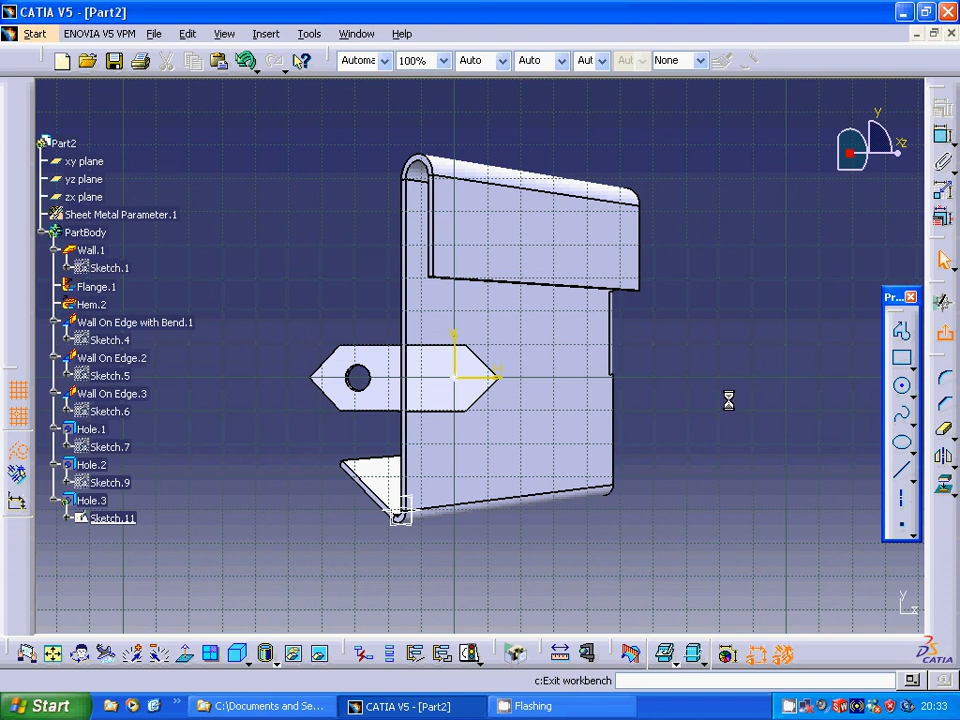 CATIA V5 - [Part2]
Start ENOVIA V5 VPM File Edit View Insert Tools Window Help
Automa 100% Auto Auto Aut Aut None
y
Part2
xy plane
yz plane
zx plane
Sheet Metal Parameter.1
PartBody
Wall.1
Sketch.1
Flange.1
Hem.2
Wall On Edge with Bend.1
Sketch.4
Wall On Edge.2
Sketch.5
Wall On Edge.3
Sketch.6
Hole.1
Sketch.7
Hole.2
Sketch.9
Hole.3
Sketch.11
Pr...
y
x
CATIA
c:Exit workbench
Start C:\Documents and Se... CATIA V5 - [Part2] Flashing 20:33